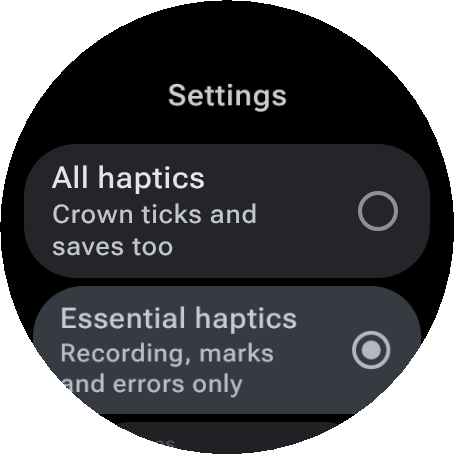 Settings
All haptics
Crown ticks and
saves too
Essential haptics
Recording, marks
and errors only